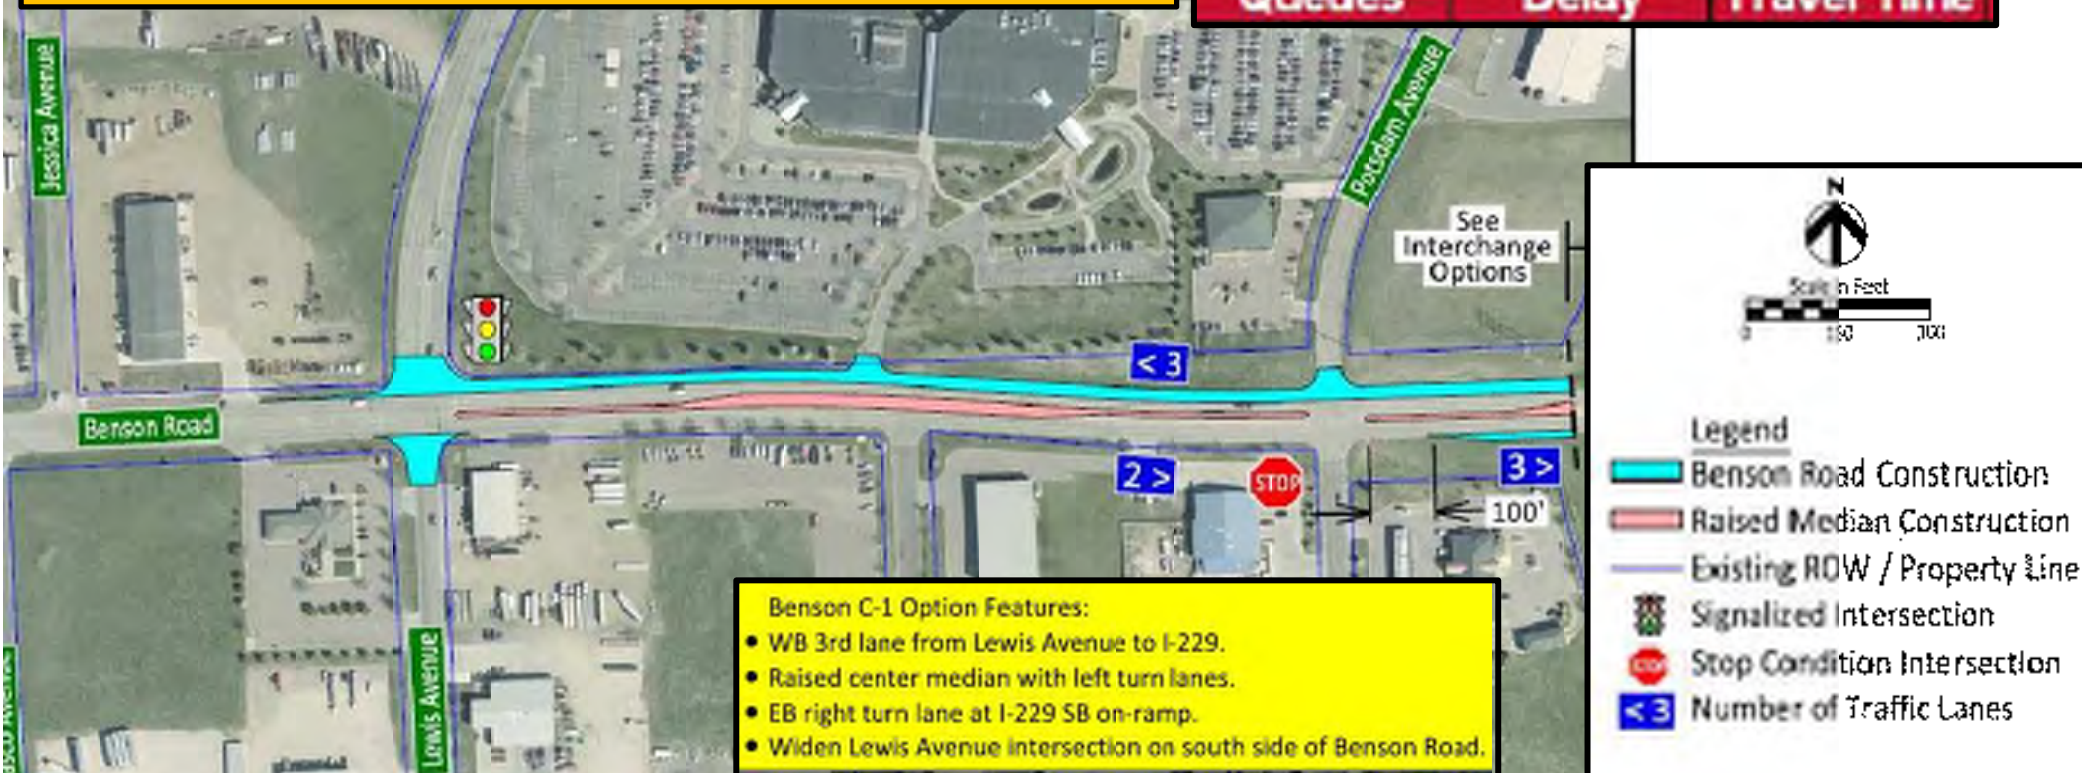 Queues Delay Travel Time
Jessica Avenue
Potsdam Avenue
See
Interchange
Options
< 3
Benson Road
2 >
STOP
3 >
100'
Lewis Avenue
Benson C-1 Option Features:
• WB 3rd lane from Lewis Avenue to I-229.
• Raised center median with left turn lanes.
• EB right turn lane at I-229 SB on-ramp.
• Widen Lewis Avenue intersection on south side of Benson Road.
N
Scale in Feet
0
Legend
Benson Road Construction
Raised Median Construction
Existing ROW / Property Line
Signalized Intersection
Stop Condition Intersection
< 3 Number of Traffic Lanes